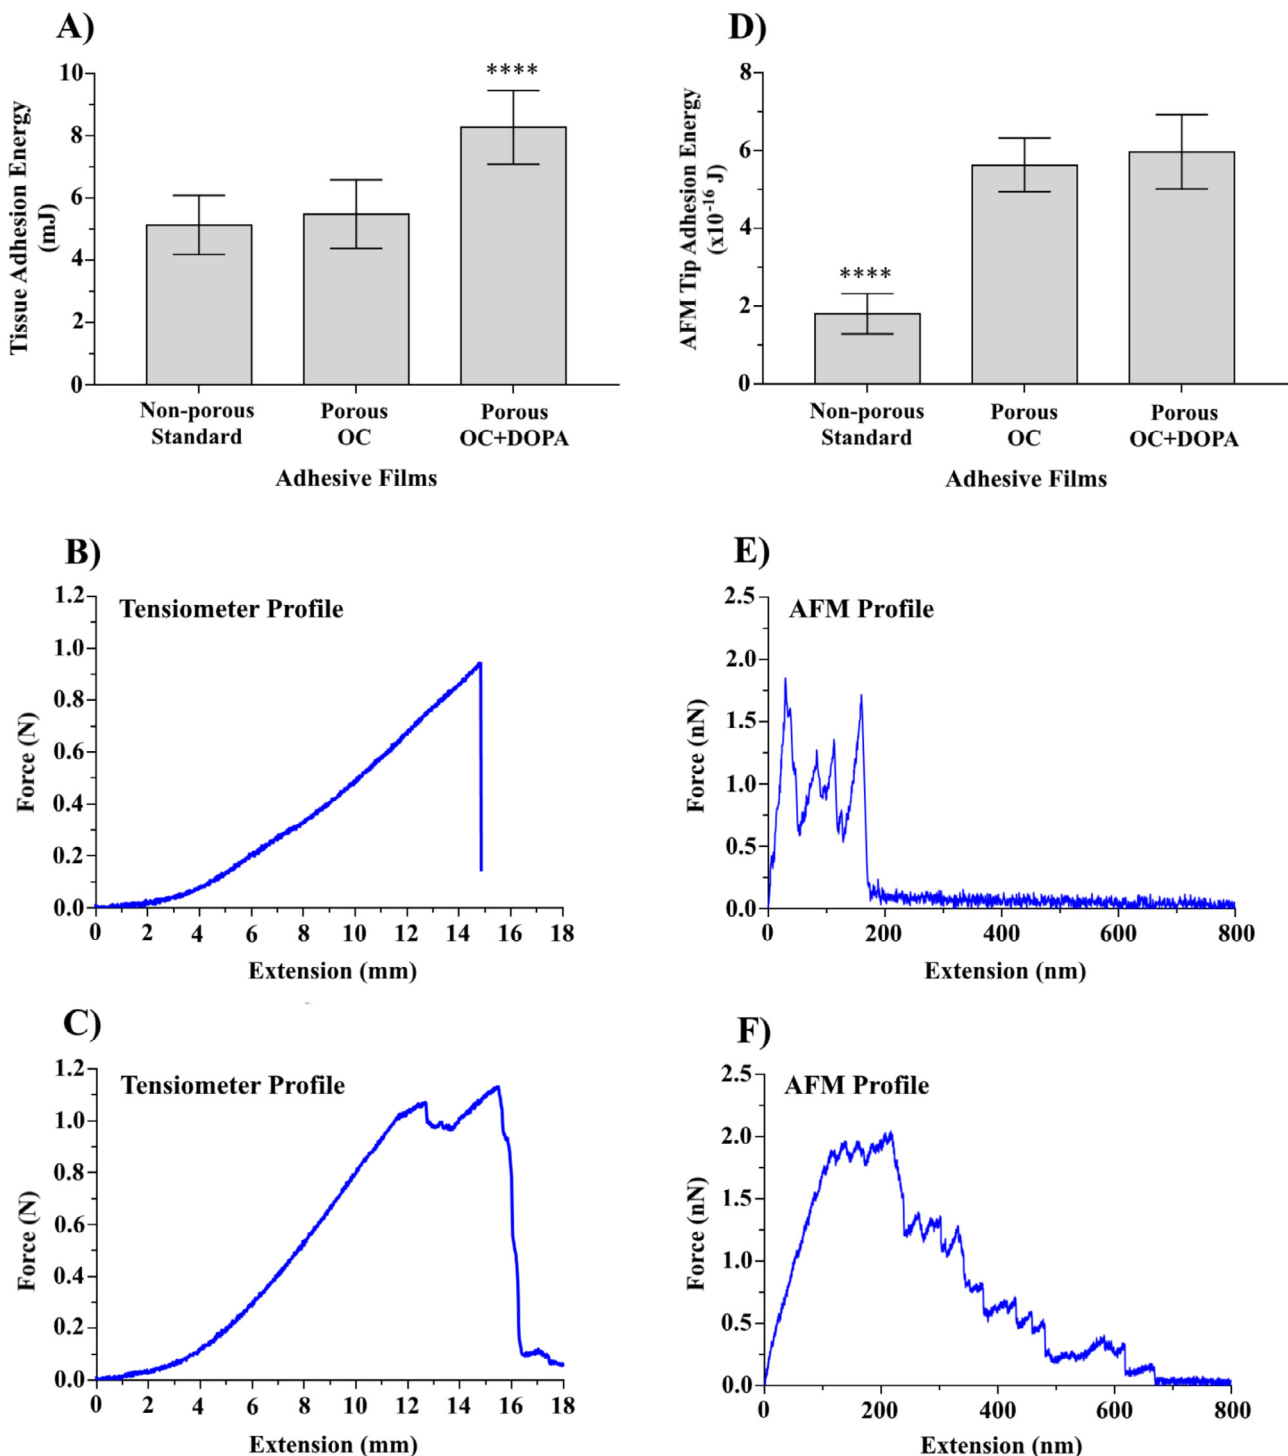 A)
Tissue Adhesion Energy
(mJ)
10
8
6
4
2
0
****
Non-porous
Standard
Porous
OC
Porous
OC+DOPA
Adhesive Films
D)
AFM Tip Adhesion Energy
(x10⁻¹⁶ J)
8
6
4
2
0
****
Non-porous
Standard
Porous
OC
Porous
OC+DOPA
Adhesive Films
B)
Tensiometer Profile
Force (N)
1.2
1.0
0.8
0.6
0.4
0.2
0.0
0 2 4 6 8 10 12 14 16 18
Extension (mm)
E)
AFM Profile
Force (nN)
2.5
2.0
1.5
1.0
0.5
0.0
0 200 400 600 800
Extension (nm)
C)
Tensiometer Profile
Force (N)
1.2
1.0
0.8
0.6
0.4
0.2
0.0
0 2 4 6 8 10 12 14 16 18
Extension (mm)
F)
AFM Profile
Force (nN)
2.5
2.0
1.5
1.0
0.5
0.0
0 200 400 600 800
Extension (nm)